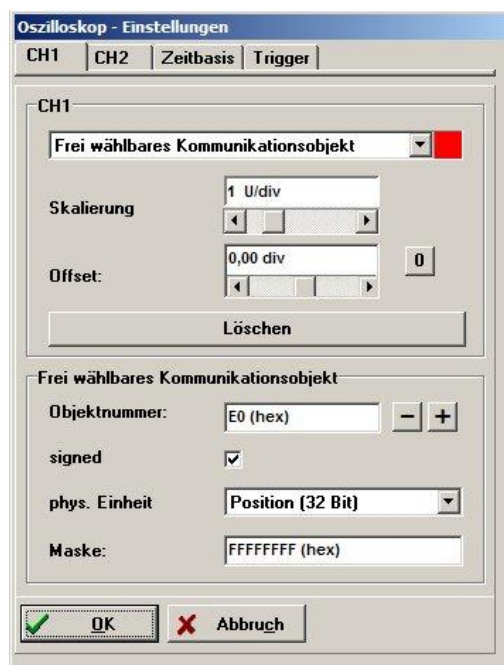 Oszilloskop - Einstellungen
CH1 CH2 Zeitbasis Trigger
CH1
Frei wählbares Kommunikationsobjekt
Skalierung 1 U/div
Offset: 0,00 div 0
Löschen
Frei wählbares Kommunikationsobjekt
Objektnummer: E0 (hex) − +
signed
phys. Einheit Position (32 Bit)
Maske: FFFFFFFF (hex)
OK Abbruch